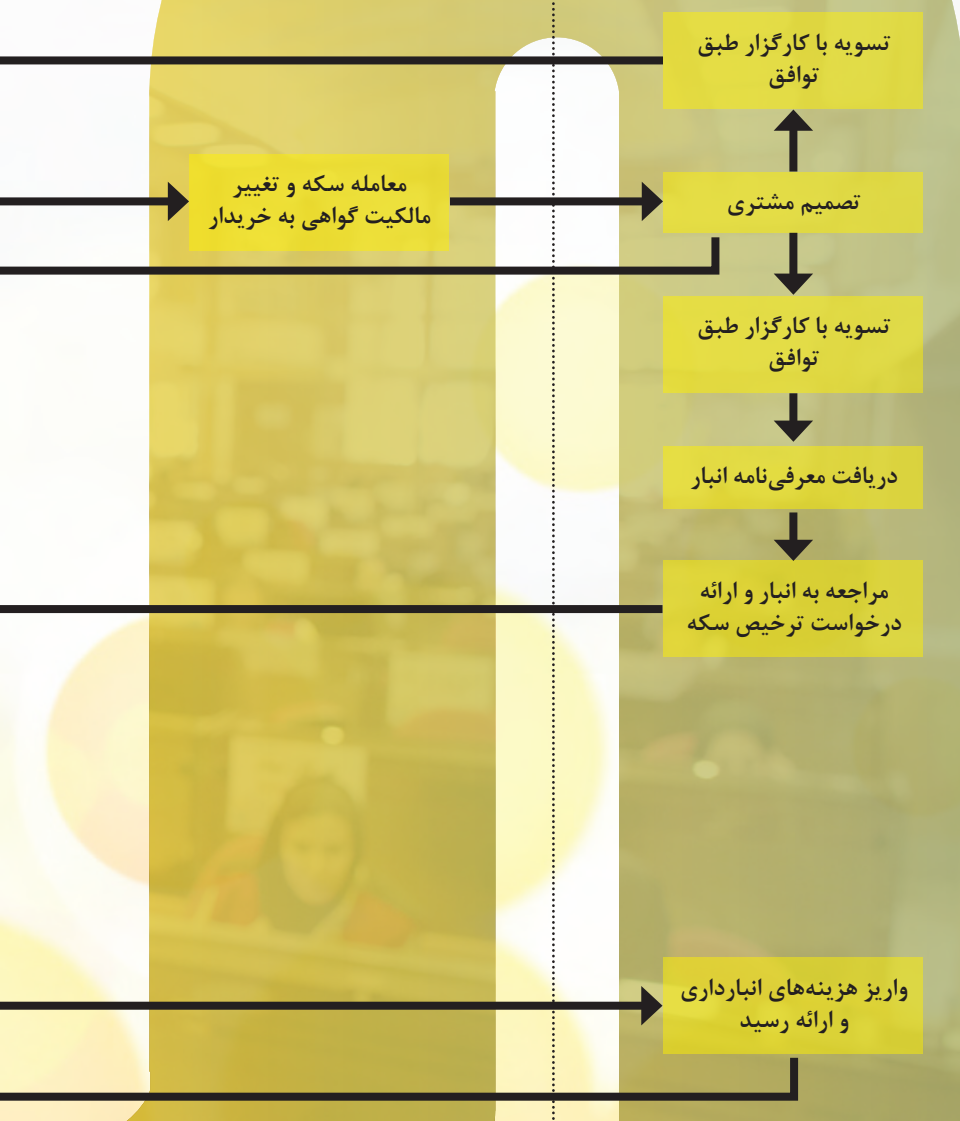 تسویه با کارگزار طبق
توافق
معامله سکه و تغییر
مالکیت گواهی به خریدار
تصمیم مشتری
تسویه با کارگزار طبق
توافق
دریافت معرفی‌نامه انبار
مراجعه به انبار و ارائه
درخواست ترخیص سکه
واریز هزینه‌های انبارداری
و ارائه رسید